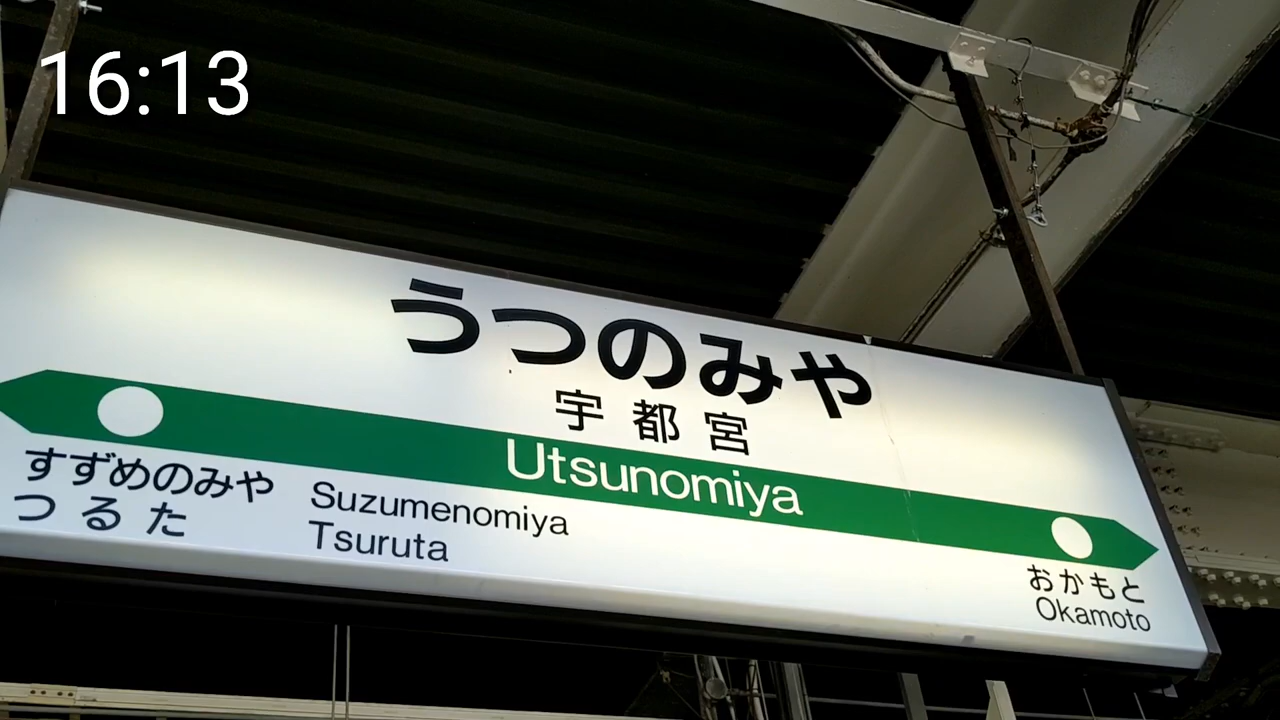 16:13
うつのみや
宇都宮
Utsunomiya
すずめのみや Suzumenomiya
つるた Tsuruta
おかもと
Okamoto